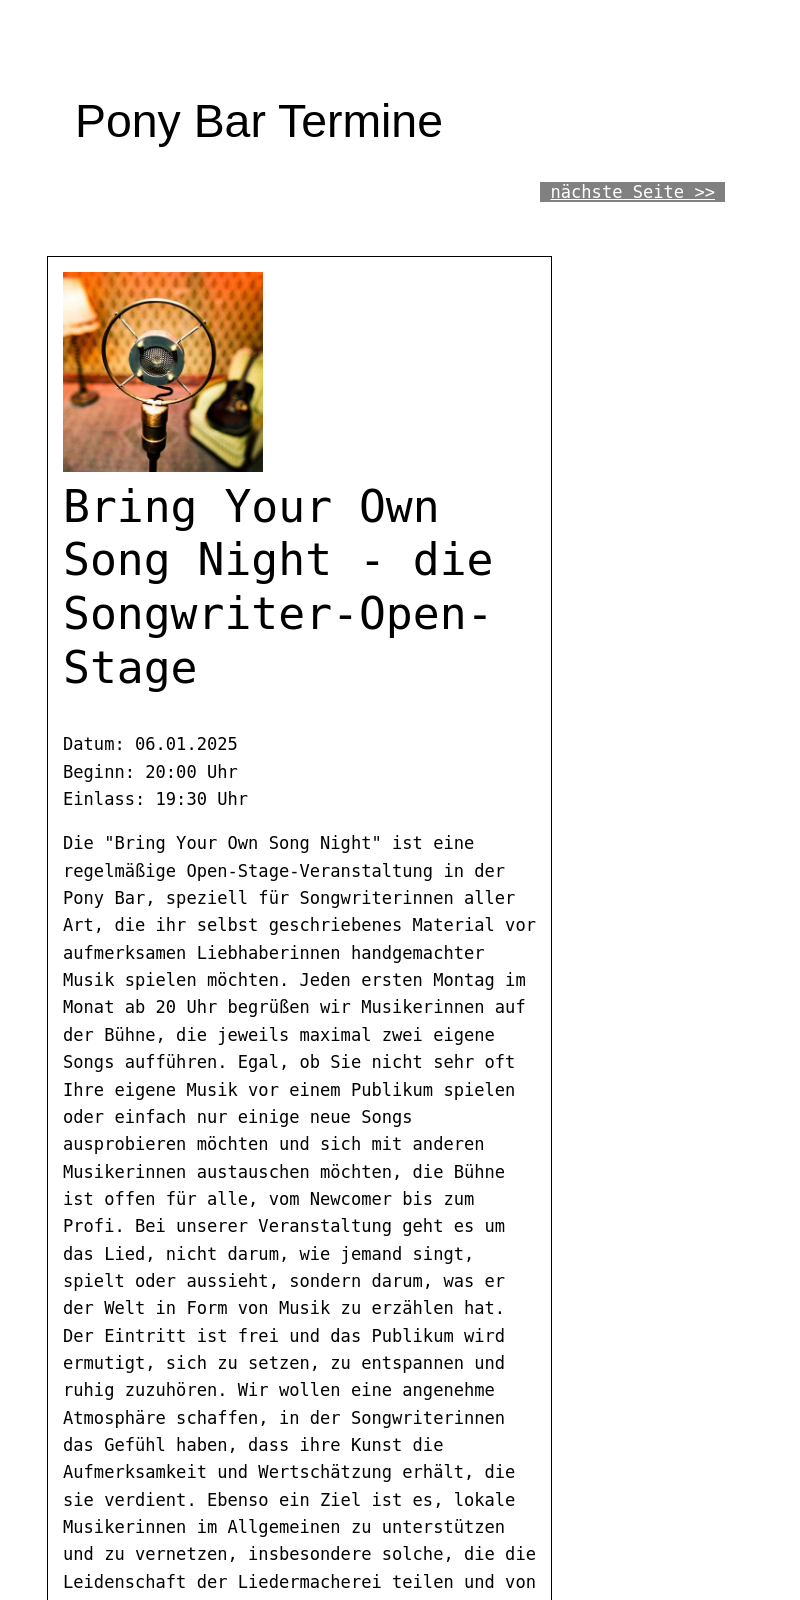 Pony Bar Termine
nächste Seite >>
Bring Your Own
Song Night - die
Songwriter-Open-
Stage
Datum: 06.01.2025
Beginn: 20:00 Uhr
Einlass: 19:30 Uhr
Die "Bring Your Own Song Night" ist eine
regelmäßige Open-Stage-Veranstaltung in der
Pony Bar, speziell für Songwriterinnen aller
Art, die ihr selbst geschriebenes Material vor
aufmerksamen Liebhaberinnen handgemachter
Musik spielen möchten. Jeden ersten Montag im
Monat ab 20 Uhr begrüßen wir Musikerinnen auf
der Bühne, die jeweils maximal zwei eigene
Songs aufführen. Egal, ob Sie nicht sehr oft
Ihre eigene Musik vor einem Publikum spielen
oder einfach nur einige neue Songs
ausprobieren möchten und sich mit anderen
Musikerinnen austauschen möchten, die Bühne
ist offen für alle, vom Newcomer bis zum
Profi. Bei unserer Veranstaltung geht es um
das Lied, nicht darum, wie jemand singt,
spielt oder aussieht, sondern darum, was er
der Welt in Form von Musik zu erzählen hat.
Der Eintritt ist frei und das Publikum wird
ermutigt, sich zu setzen, zu entspannen und
ruhig zuzuhören. Wir wollen eine angenehme
Atmosphäre schaffen, in der Songwriterinnen
das Gefühl haben, dass ihre Kunst die
Aufmerksamkeit und Wertschätzung erhält, die
sie verdient. Ebenso ein Ziel ist es, lokale
Musikerinnen im Allgemeinen zu unterstützen
und zu vernetzen, insbesondere solche, die die
Leidenschaft der Liedermacherei teilen und von